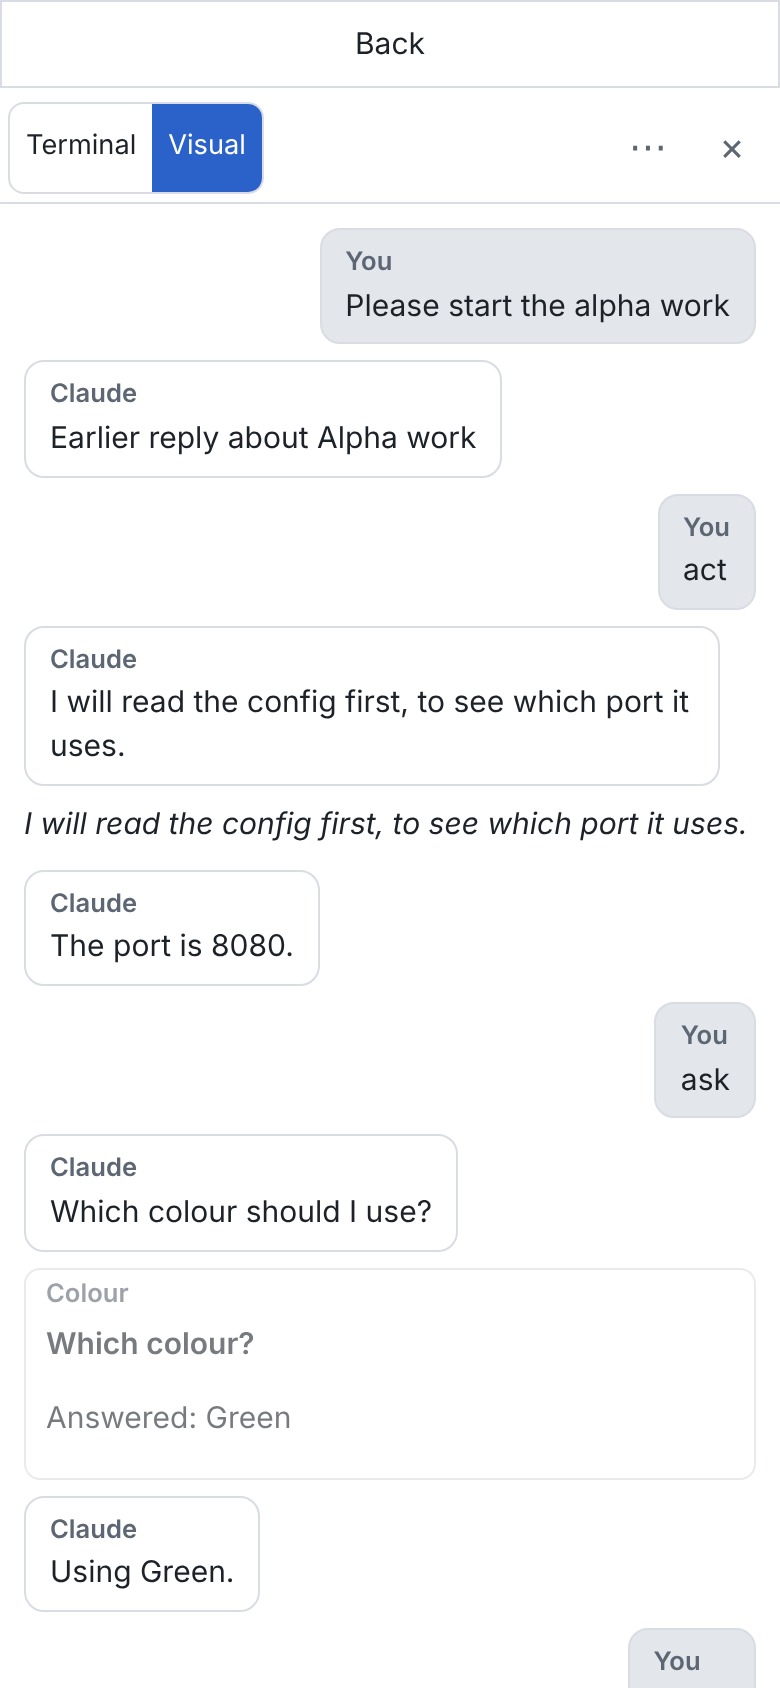 Back
Terminal Visual ··· ×
You
Please start the alpha work
Claude
Earlier reply about Alpha work
You
act
Claude
I will read the config first, to see which port it
uses.
I will read the config first, to see which port it uses.
Claude
The port is 8080.
You
ask
Claude
Which colour should I use?
Colour
Which colour?
Answered: Green
Claude
Using Green.
You